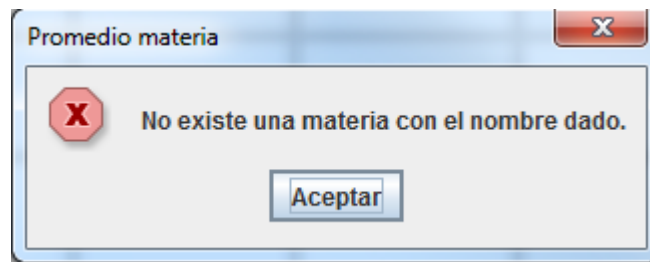 Promedio materia
No existe una materia con el nombre dado.
Aceptar